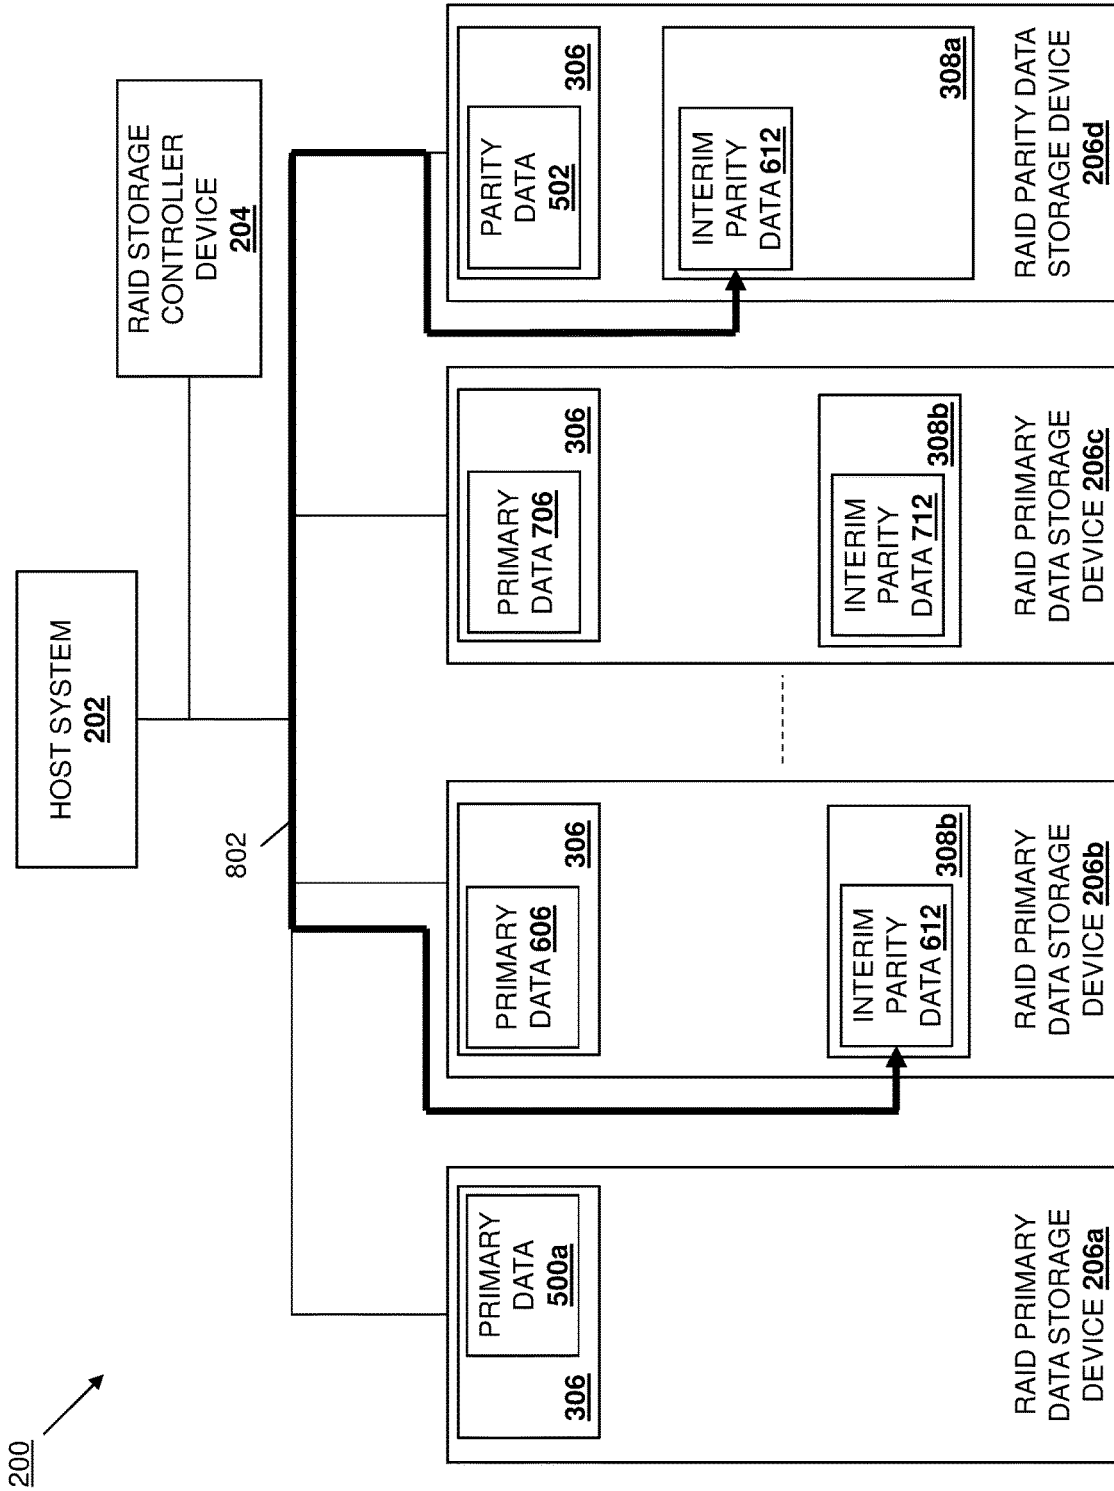 200
HOST SYSTEM
202
RAID STORAGE
CONTROLLER
DEVICE
204
802
PRIMARY
DATA
500a
306
RAID PRIMARY
DATA STORAGE
DEVICE 206a
PRIMARY
DATA 606
306
INTERIM
PARITY
DATA 612
308b
RAID PRIMARY
DATA STORAGE
DEVICE 206b
PRIMARY
DATA 706
306
INTERIM
PARITY
DATA 712
308b
RAID PRIMARY
DATA STORAGE
DEVICE 206c
PARITY
DATA
502
306
INTERIM
PARITY
DATA 612
308a
RAID PARITY DATA
STORAGE DEVICE
206d